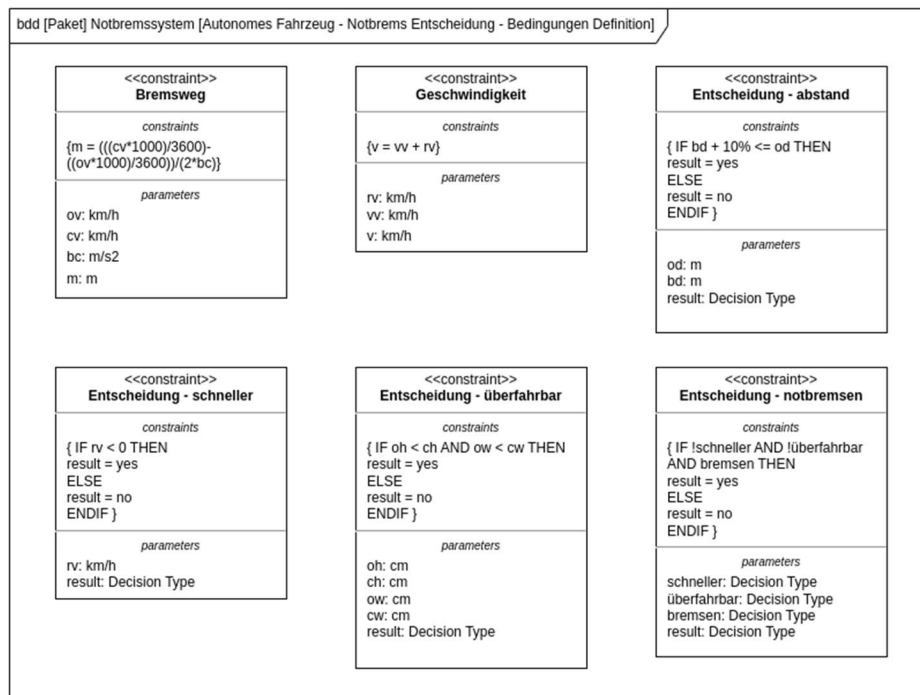 bdd [Paket] Notbremssystem [Autonomes Fahrzeug - Notbrems Entscheidung - Bedingungen Definition]
<<constraint>>
Bremsweg
constraints
{m = (((cv*1000)/3600)-
((ov*1000)/3600))/(2*bc)}
parameters
ov: km/h
cv: km/h
bc: m/s2
m: m
<<constraint>>
Geschwindigkeit
constraints
{v = vv + rv}
parameters
rv: km/h
vv: km/h
v: km/h
<<constraint>>
Entscheidung - abstand
constraints
{ IF bd + 10% <= od THEN
result = yes
ELSE
result = no
ENDIF }
parameters
od: m
bd: m
result: Decision Type
<<constraint>>
Entscheidung - schneller
constraints
{ IF rv < 0 THEN
result = yes
ELSE
result = no
ENDIF }
parameters
rv: km/h
result: Decision Type
<<constraint>>
Entscheidung - überfahrbar
constraints
{ IF oh < ch AND ow < cw THEN
result = yes
ELSE
result = no
ENDIF }
parameters
oh: cm
ch: cm
ow: cm
cw: cm
result: Decision Type
<<constraint>>
Entscheidung - notbremsen
constraints
{ IF !schneller AND !überfahrbar
AND bremsen THEN
result = yes
ELSE
result = no
ENDIF }
parameters
schneller: Decision Type
überfahrbar: Decision Type
bremsen: Decision Type
result: Decision Type